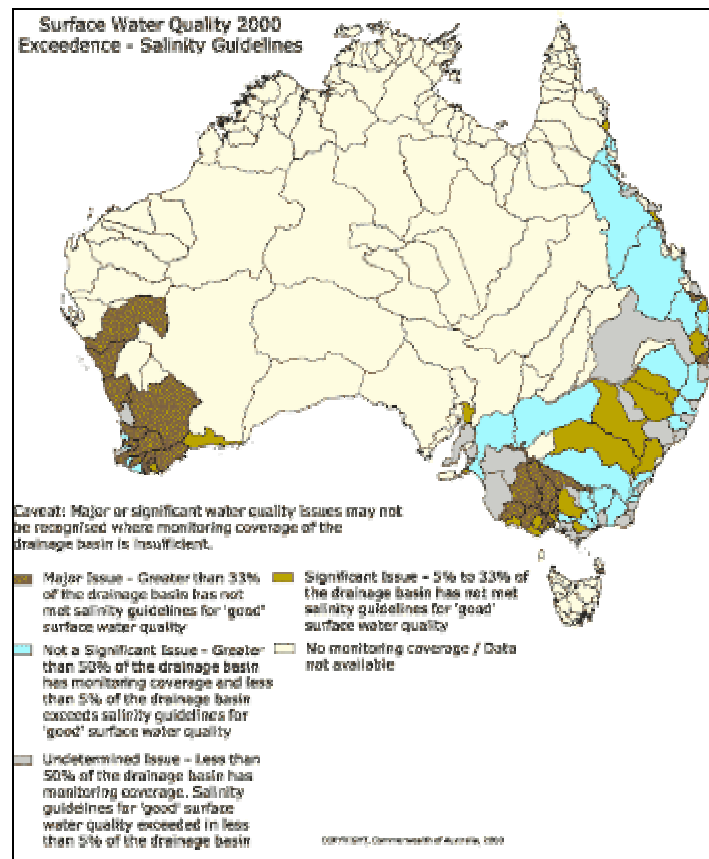 Surface Water Quality 2000
Exceedence - Salinity Guidelines
Caveat: Major or significant water quality issues may not
be recognised where monitoring coverage of the
drainage basin is insufficient.
Major Issue - Greater than 33%
of the drainage basin has not
met salinity guidelines for 'good'
surface water quality
Significant Issue - 5% to 33% of
the drainage basin has not met
salinity guidelines for 'good'
surface water quality
Not a Significant Issue - Greater
than 50% of the drainage basin
has monitoring coverage and less
than 5% of the drainage basin
exceeds salinity guidelines for
'good' surface water quality
No monitoring coverage / Data
not available
Undetermined Issue - Less than
50% of the drainage basin has
monitoring coverage. Salinity
guidelines for 'good' surface
water quality exceeded in less
than 5% of the drainage basin
COPYRIGHT, Commonwealth of Australia,